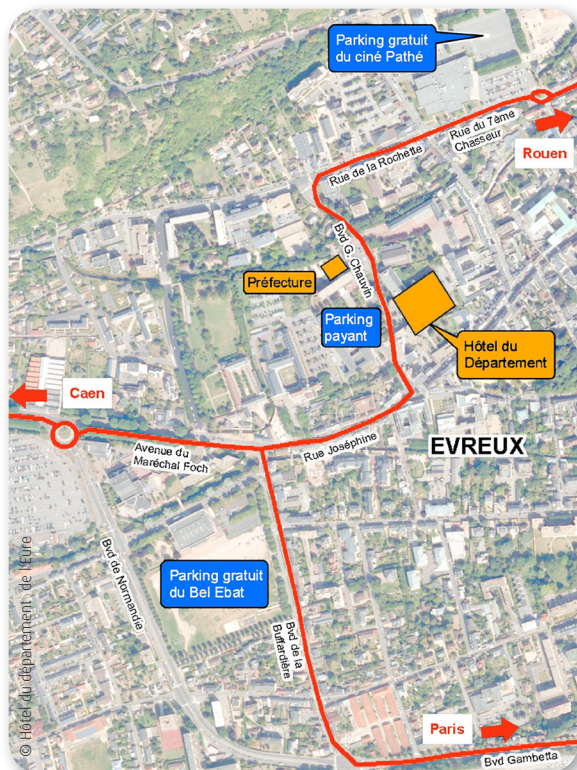 Parking gratuit
du ciné Pathé
Rue du 7ème
Chasseur
Rouen
Rue de la Rochette
Bvd G. Chauvin
Préfecture
Parking
payant
Hôtel du
Département
Caen
EVREUX
Avenue du
Maréchal Foch
Rue Joséphine
Parking gratuit
du Bel Ebat
Bvd de Normandie
Bvd de la
Buffardière
Paris
Bvd Gambetta
© Hôtel du département de l'Eure